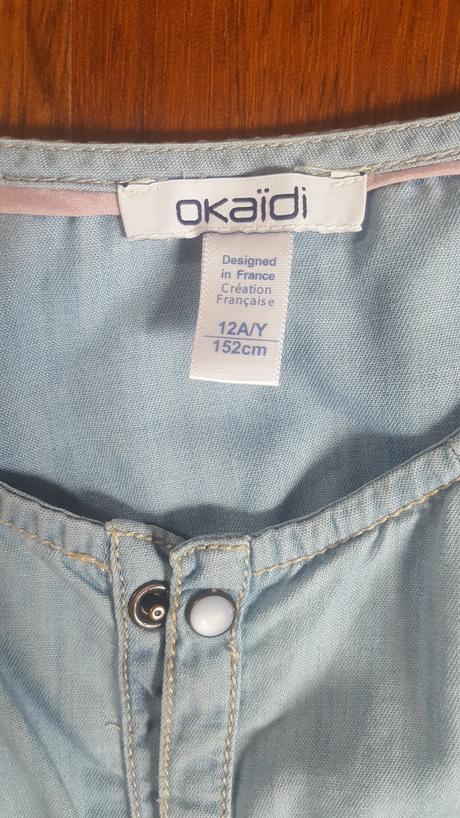 okaïdi
Designed
in France
Création
Française
12A/Y
152cm